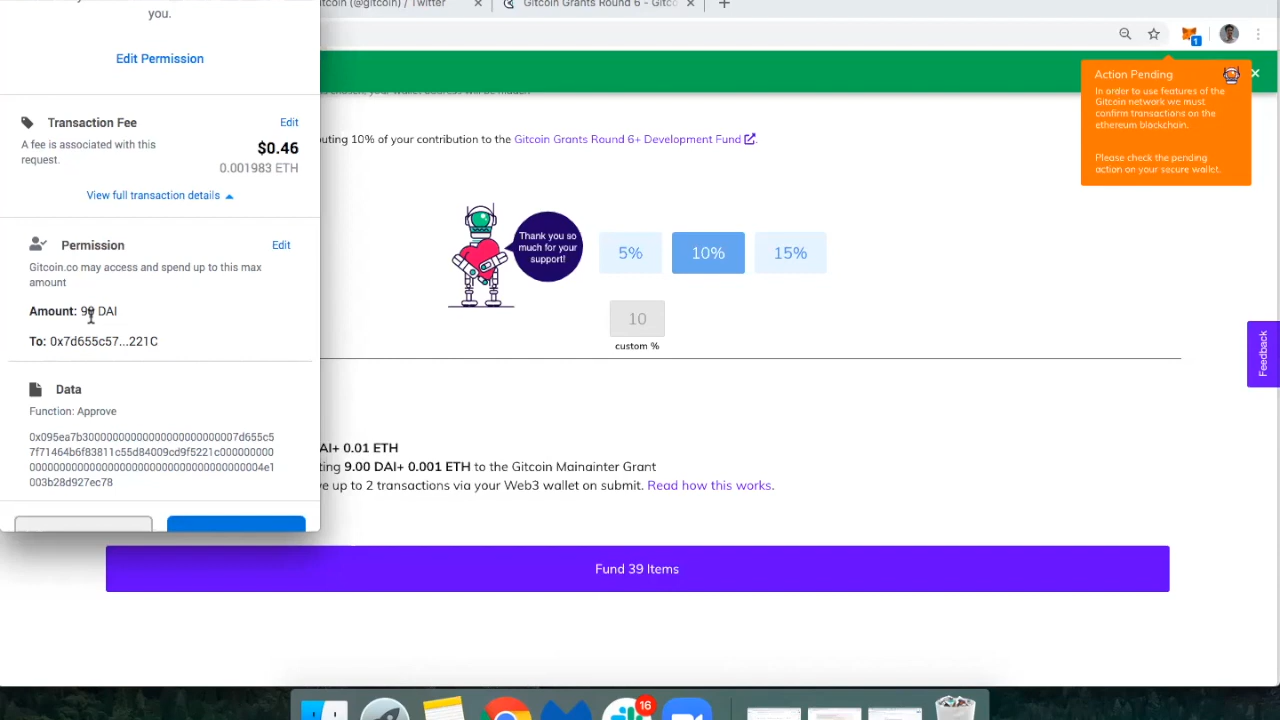 itcoin (@gitcoin) / Twitter
Gitcoin Grants Round 6 - Gitco
you.
Edit Permission
1
Action Pending
In order to use features of the
Gitcoin network we must
confirm transactions on the
ethereum blockchain.
Please check the pending
action on your secure wallet.
Transaction Fee
Edit
A fee is associated with this
request.
$0.46
0.001983 ETH
View full transaction details
Permission
Edit
Gitcoin.co may access and spend up to this max
amount
Amount: 99 DAI
To: 0x7d655c57...221C
Data
Function: Approve
uting 10% of your contribution to the Gitcoin Grants Round 6+ Development Fund
Thank you so
much for your
support!
5%
10%
15%
10
custom %
Feedback
AI+ 0.01 ETH
ting 9.00 DAI+ 0.001 ETH to the Gitcoin Mainainter Grant
ve up to 2 transactions via your Web3 wallet on submit. Read how this works.
Fund 39 Items
16